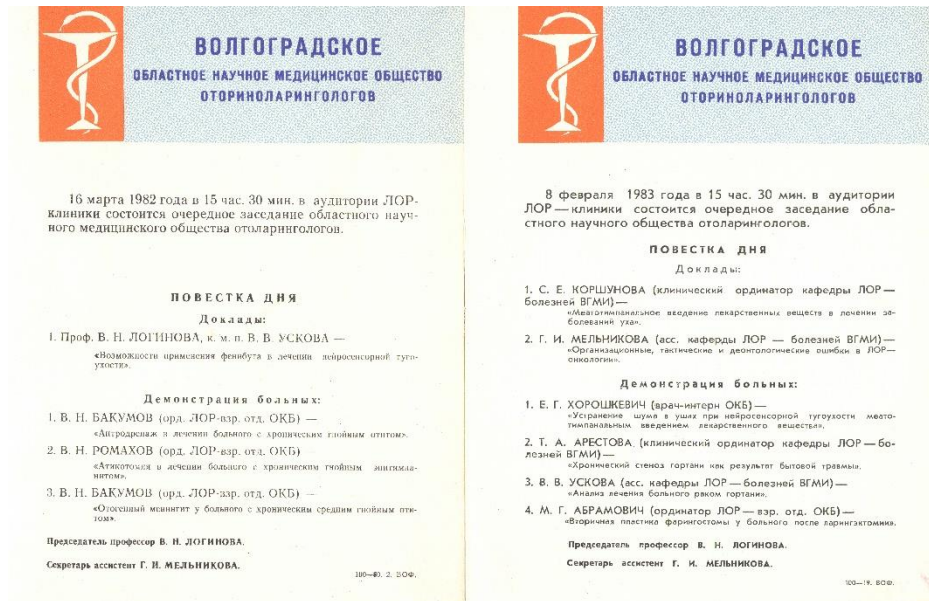 ВОЛГОГРАДСКОЕ
ОБЛАСТНОЕ НАУЧНОЕ МЕДИЦИНСКОЕ ОБЩЕСТВО
ОТОРИНОЛАРИНГОЛОГОВ
16 марта 1982 года в 15 час. 30 мин. в аудитории ЛОР-
клиники состоится очередное заседание областного науч-
ного медицинского общества отоларингологов.
ПОВЕСТКА ДНЯ
Доклады:
1. Проф. В. Н. ЛОГИНОВА, к. м. н. В. В. УСКОВА —
«Возможности применения фенибута в лечении нейросенсорной туго-
ухости».
Демонстрация больных:
1. В. Н. БАКУМОВ (орд. ЛОР-взр. отд. ОКБ) —
«Антродренаж в лечении больного с хроническим гнойным отитом».
2. В. Н. РОМАХОВ (орд. ЛОР-взр. отд. ОКБ)
«Атикотомия в лечении больного с хроническим гнойным эпитимпа-
нитом».
3. В. Н. БАКУМОВ (орд. ЛОР-взр. отд. ОКБ) —
«Отогенный менингит у больного с хроническим средним гнойным оти-
том».
Председатель профессор В. Н. ЛОГИНОВА.
Секретарь ассистент Г. И. МЕЛЬНИКОВА.
100—40. 2. ВОФ.
ВОЛГОГРАДСКОЕ
ОБЛАСТНОЕ НАУЧНОЕ МЕДИЦИНСКОЕ ОБЩЕСТВО
ОТОРИНОЛАРИНГОЛОГОВ
8 февраля 1983 года в 15 час. 30 мин. в аудитории
ЛОР — клиники состоится очередное заседание обла-
стного научного общества отоларингологов.
ПОВЕСТКА ДНЯ
Доклады:
1. С. Е. КОРШУНОВА (клинический ординатор кафедры ЛОР —
болезней ВГМИ) —
«Меатотимпанальное введение лекарственных веществ в лечении за-
болеваний уха».
2. Г. И. МЕЛЬНИКОВА (асс. каферды ЛОР — болезней ВГМИ) —
«Организационные, тактические и деонтологические ошибки в ЛОР—
онкологии».
Демонстрация больных:
1. Е. Г. ХОРОШКЕВИЧ (врач-интерн ОКБ) —
«Устранение шума в ушах при нейросенсорной тугоухости меато-
тимпанальным введением лекарственного вещества».
2. Т. А. АРЕСТОВА (клинический ординатор кафедры ЛОР — бо-
лезней ВГМИ) —
«Хронический стеноз гортани как результат бытовой травмы».
3. В. В. УСКОВА (асс. кафедры ЛОР — болезней ВГМИ) —
«Анализ лечения больного раком гортани».
4. М. Г. АБРАМОВИЧ (ординатор ЛОР — взр. отд. ОКБ) —
«Вторичная пластика фарингостомы у больного после ларингэктомии».
Председатель профессор В. Н. ЛОГИНОВА.
Секретарь ассистент Г. И. МЕЛЬНИКОВА.
100—19. ВОФ.